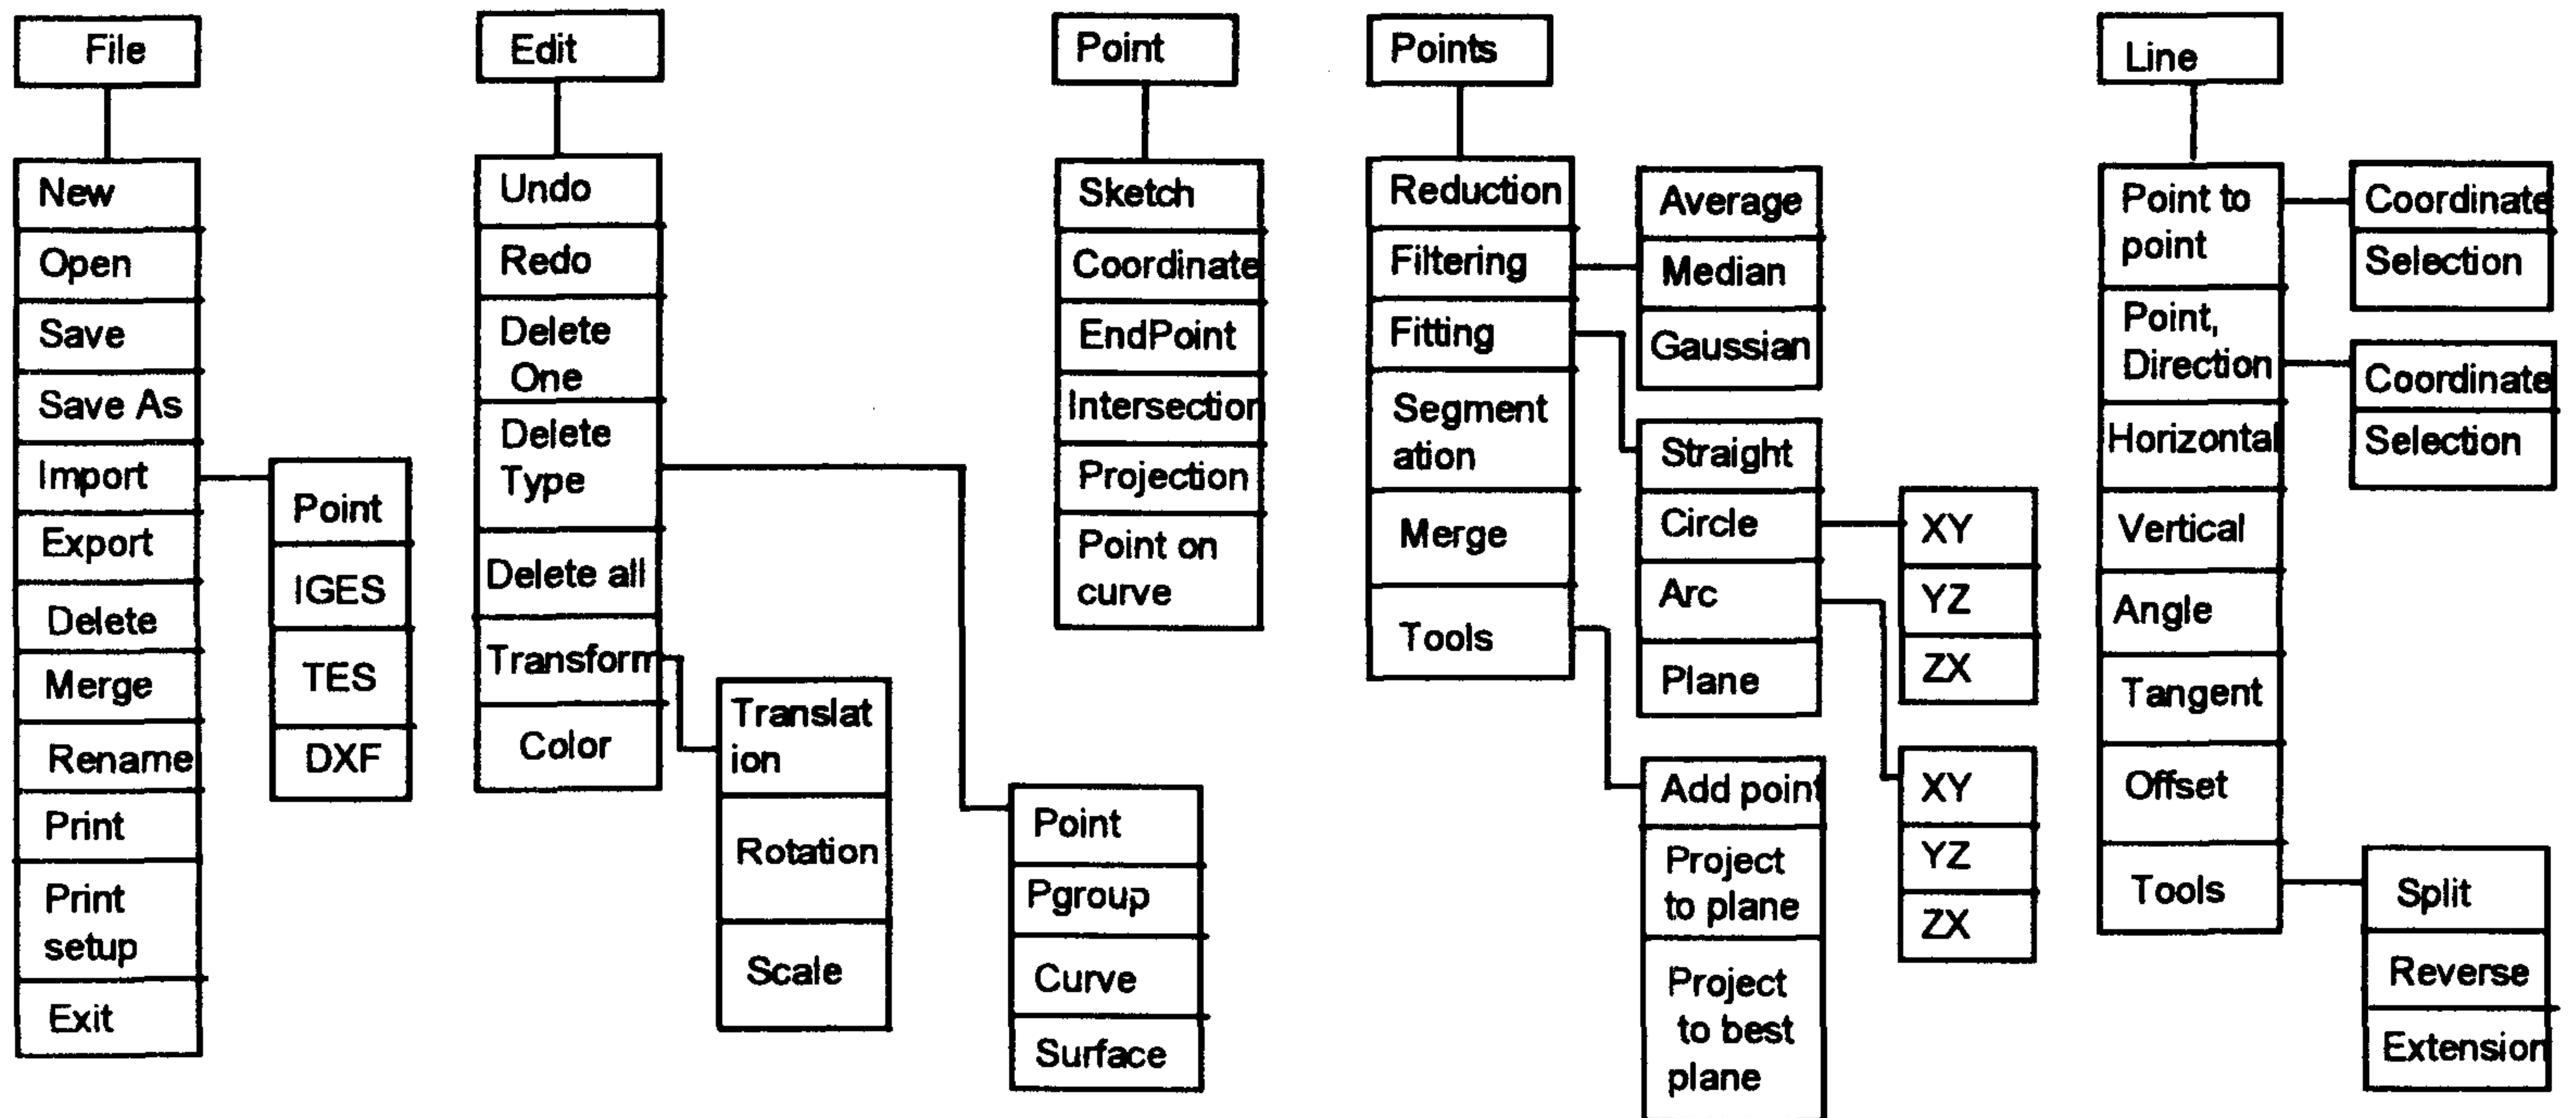 File
New
Open
Save
Save As
Import
Export
Delete
Merge
Rename
Print
Print
setup
Exit
Point
IGES
TES
DXF
Edit
Undo
Redo
Delete
One
Delete
Type
Delete all
Transform
Color
Translat
ion
Rotation
Scale
Point
Pgroup
Curve
Surface
Point
Sketch
Coordinate
EndPoint
Intersection
Projection
Point on
curve
Points
Reduction
Filtering
Fitting
Segment
ation
Merge
Tools
Average
Median
Gaussian
Straight
Circle
Arc
Plane
XY
YZ
ZX
XY
YZ
ZX
Add point
Project
to plane
Project
to best
plane
Line
Point to
point
Point,
Direction
Horizontal
Vertical
Angle
Tangent
Offset
Tools
Coordinate
Selection
Coordinate
Selection
Split
Reverse
Extension